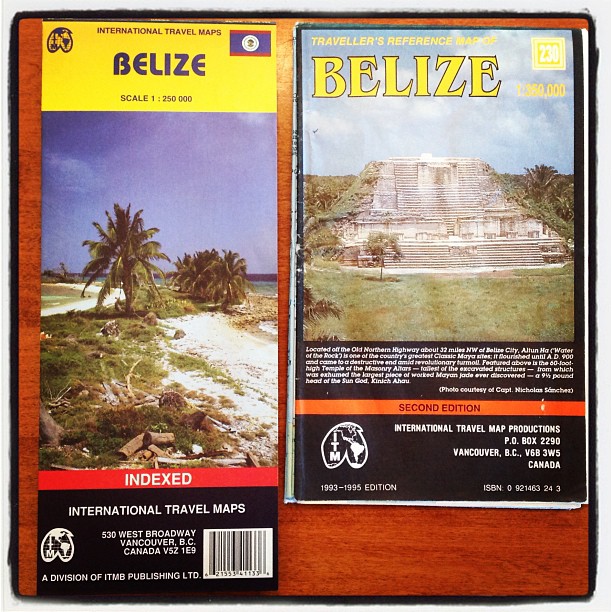 INTERNATIONAL TRAVEL MAPS
BELIZE
SCALE 1 : 250 000
INDEXED
INTERNATIONAL TRAVEL MAPS
530 WEST BROADWAY
VANCOUVER, B.C.
CANADA V5Z 1E9
A DIVISION OF ITMB PUBLISHING LTD.
6 21553 41133 6
TRAVELLER'S REFERENCE MAP OF
230
BELIZE
1:350,000
Located off the Old Northern Highway about 32 miles NW of Belize City, Altun Ha ('Water
of the Rock') is one of the country's greatest Classic Maya sites; it flourished until A.D. 900
and came to a destructive end amid revolutionary turmoil. Featured above is the 60-foot-
high Temple of the Masonry Altars — tallest of the excavated structures — from which
was exhumed the largest piece of worked Mayan jade ever discovered — a 9½ pound
head of the Sun God, Kinich Ahau.
(Photo courtesy of Capt. Nicholas Sánchez)
SECOND EDITION
ITM
INTERNATIONAL TRAVEL MAP PRODUCTIONS
P.O. BOX 2290
VANCOUVER, B.C., V6B 3W5
CANADA
1993-1995 EDITION
ISBN: 0 921463 24 3